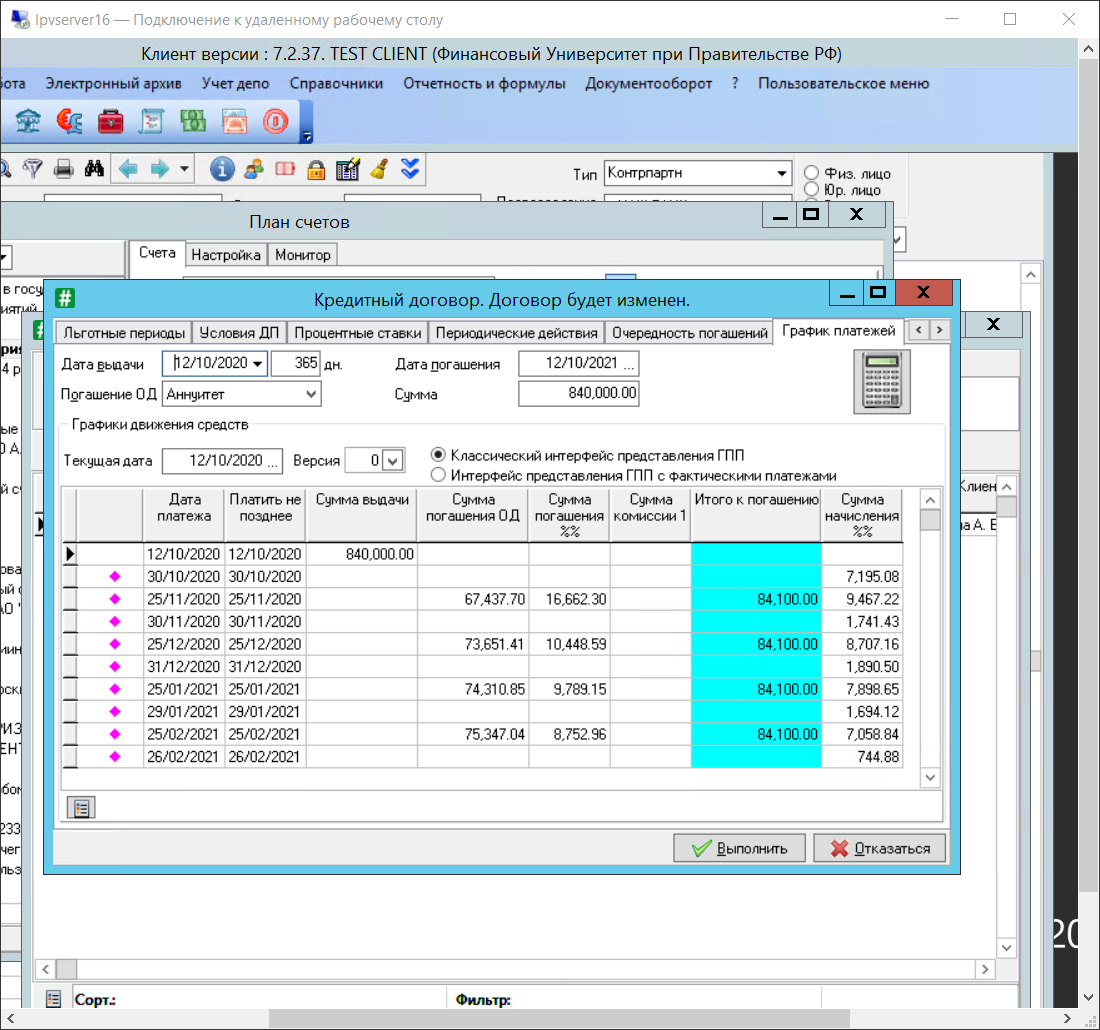 lpvserver16 — Подключение к удаленному рабочему столу
Клиент версии : 7.2.37. TEST CLIENT (Финансовый Университет при Правительстве РФ)
бота Электронный архив Учет депо Справочники Отчетность и формулы Документооборот ? Пользовательское меню
Тип Контрпартн Физ. лицо
Юр. лицо
План счетов
Счета Настройка Монитор
в госу
Кредитный договор. Договор будет изменен.
Льготные периоды Условия ДП Процентные ставки Периодические действия Очередность погашений График платежей
Дата выдачи 12/10/2020 365 дн. Дата погашения 12/10/2021 ...
Погашение ОД Аннуитет Сумма 840,000.00
Графики движения средств
Текущая дата 12/10/2020 ... Версия 0 Классический интерфейс представления ГПП
Интерфейс представления ГПП с фактическими платежами
Дата платежа Платить не позднее Сумма выдачи Сумма погашения ОД Сумма погашения %% Сумма комиссии 1 Итого к погашению Сумма начисления %%
12/10/2020 12/10/2020 840,000.00
30/10/2020 30/10/2020 7,195.08
25/11/2020 25/11/2020 67,437.70 16,662.30 84,100.00 9,467.22
30/11/2020 30/11/2020 1,741.43
25/12/2020 25/12/2020 73,651.41 10,448.59 84,100.00 8,707.16
31/12/2020 31/12/2020 1,890.50
25/01/2021 25/01/2021 74,310.85 9,789.15 84,100.00 7,898.65
29/01/2021 29/01/2021 1,694.12
25/02/2021 25/02/2021 75,347.04 8,752.96 84,100.00 7,058.84
26/02/2021 26/02/2021 744.88
Клиен
Выполнить Отказаться
20
Сорт.: Фильтр: